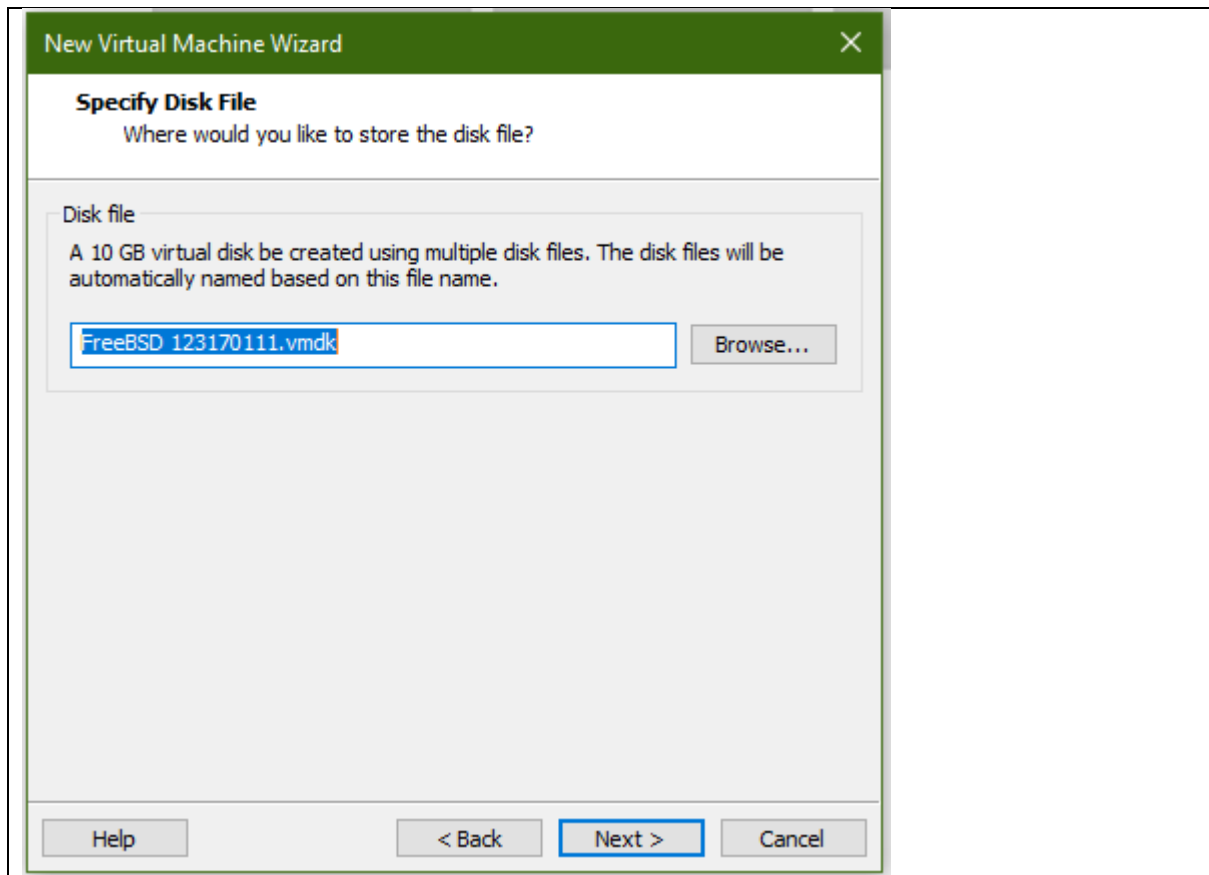 New Virtual Machine Wizard
Specify Disk File
Where would you like to store the disk file?
Disk file
A 10 GB virtual disk be created using multiple disk files. The disk files will be
automatically named based on this file name.
FreeBSD 123170111.vmdk
Browse...
Help
< Back
Next >
Cancel